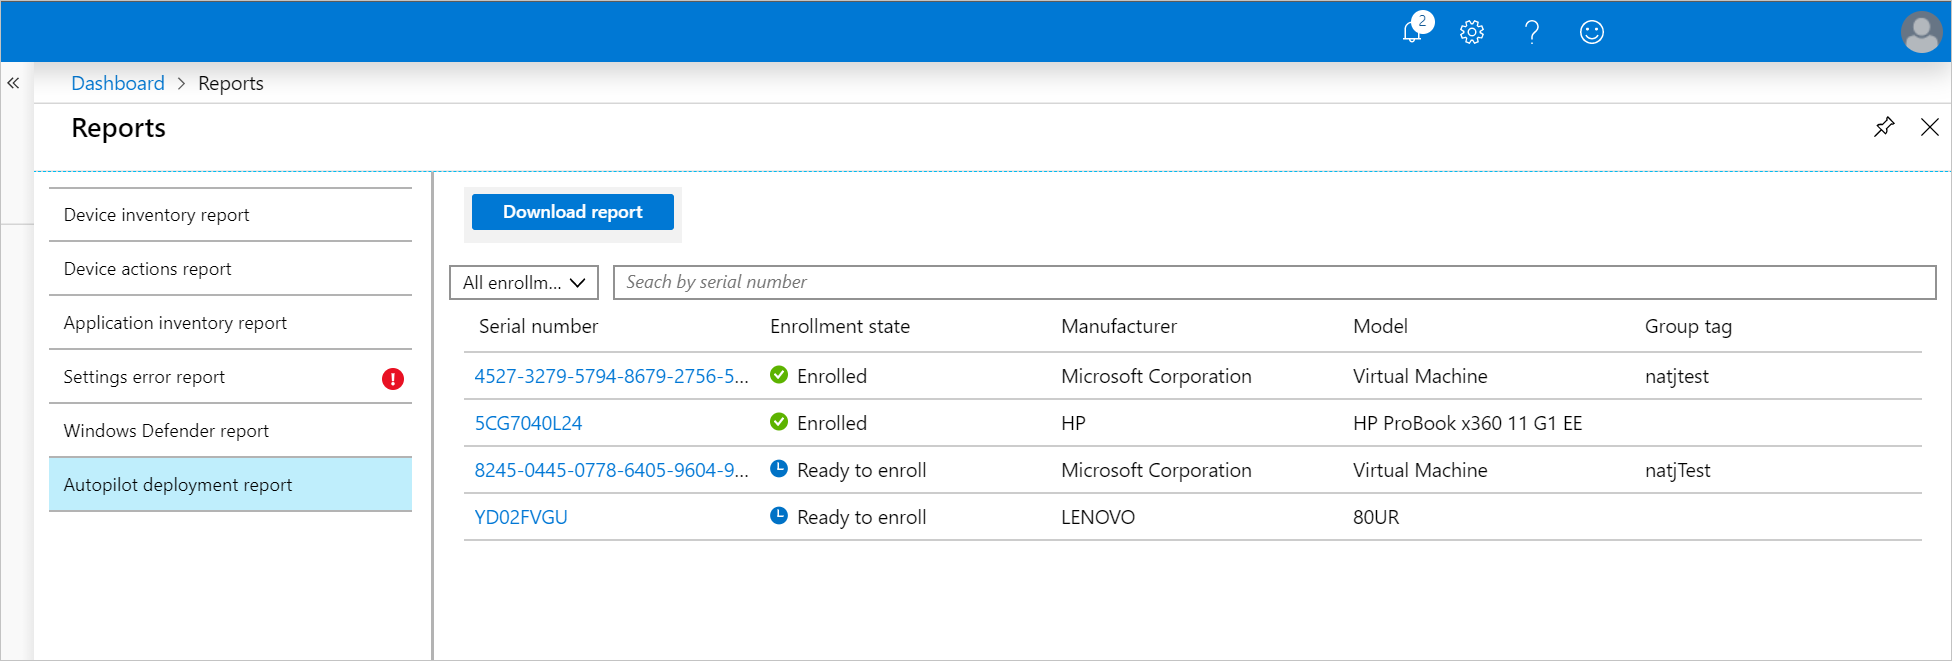 2
Dashboard > Reports
Reports
Device inventory report
Device actions report
Application inventory report
Settings error report
Windows Defender report
Autopilot deployment report
Download report
All enrollm... Seach by serial number
Serial number Enrollment state Manufacturer Model Group tag
4527-3279-5794-8679-2756-5... Enrolled Microsoft Corporation Virtual Machine natjtest
5CG7040L24 Enrolled HP HP ProBook x360 11 G1 EE
8245-0445-0778-6405-9604-9... Ready to enroll Microsoft Corporation Virtual Machine natjTest
YD02FVGU Ready to enroll LENOVO 80UR